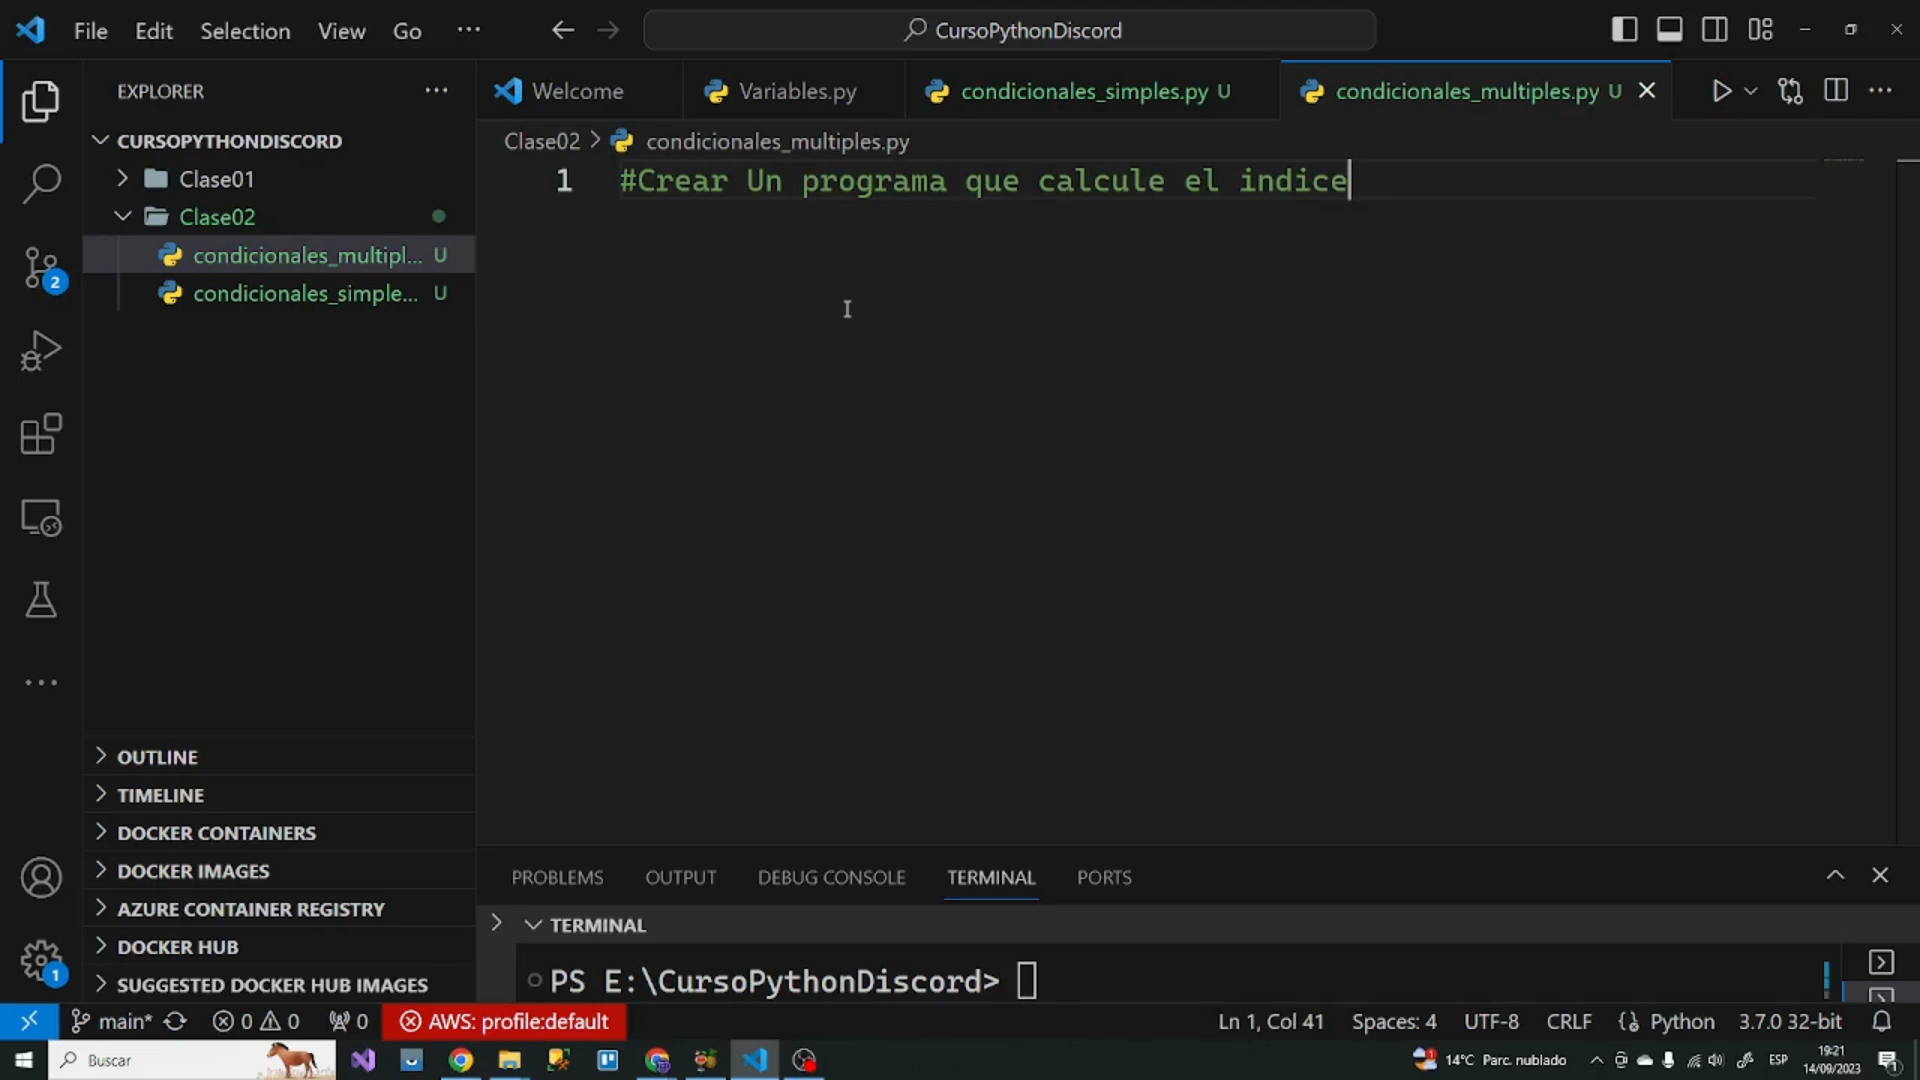 File Edit Selection View Go ···
CursoPythonDiscord
EXPLORER
CURSOPYTHONDISCORD
Clase01
Clase02
condicionales_multipl... U
condicionales_simple... U
OUTLINE
TIMELINE
DOCKER CONTAINERS
DOCKER IMAGES
AZURE CONTAINER REGISTRY
DOCKER HUB
SUGGESTED DOCKER HUB IMAGES
2
1
Welcome
Variables.py
condicionales_simples.py U
condicionales_multiples.py U
Clase02 > condicionales_multiples.py
1 #Crear Un programa que calcule el indice
PROBLEMS OUTPUT DEBUG CONSOLE TERMINAL PORTS
TERMINAL
PS E:\CursoPythonDiscord>
main* 0 0 0 AWS: profile:default
Ln 1, Col 41 Spaces: 4 UTF-8 CRLF Python 3.7.0 32-bit
Buscar
14°C Parc. nublado
ESP
19:21
14/09/2023